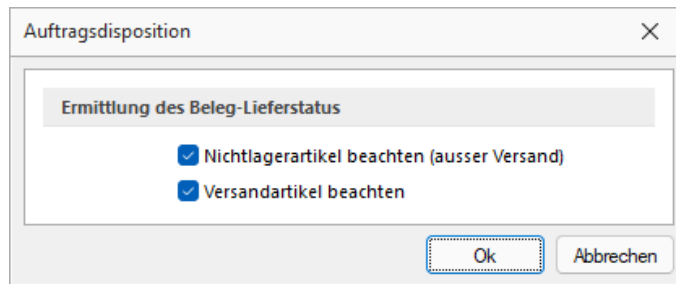 Auftragsdisposition
Ermittlung des Beleg-Lieferstatus
Nichtlagerartikel beachten (ausser Versand)
Versandartikel beachten
Ok Abbrechen